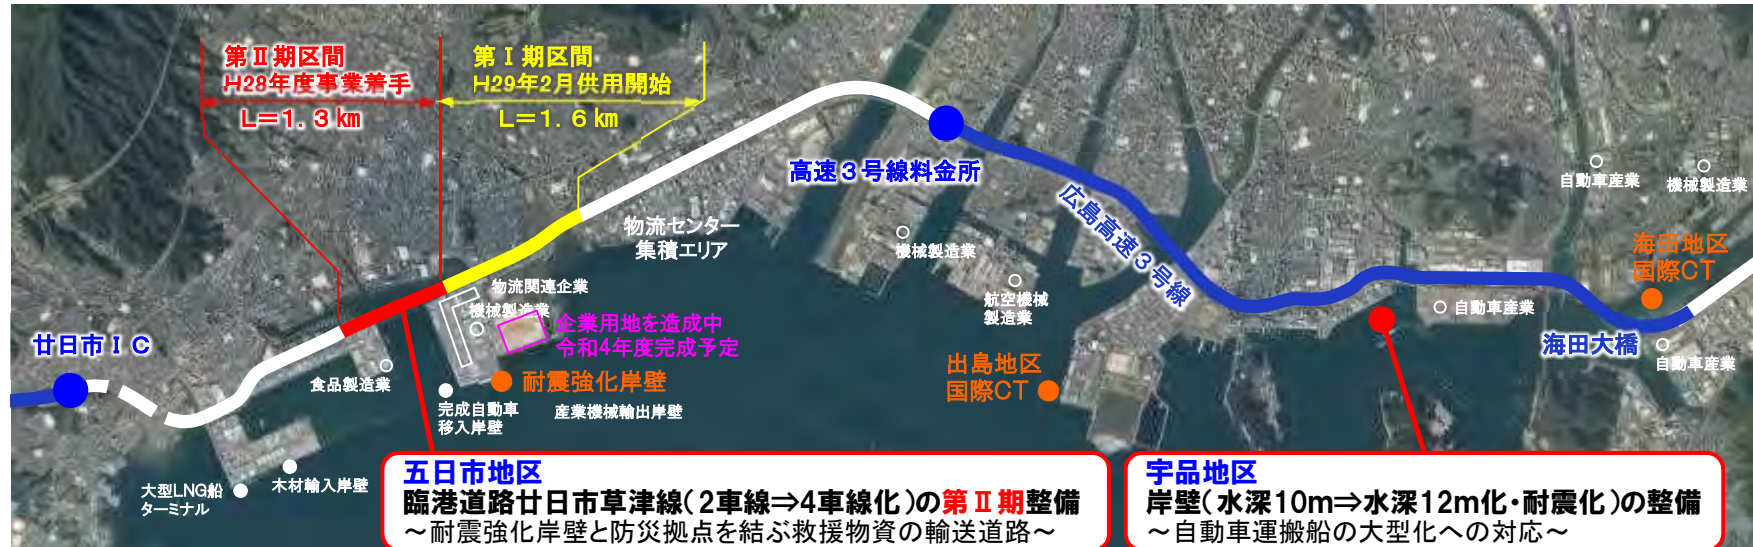 第Ⅱ期区間
H28年度事業着手
L=1.3㎞
第Ⅰ期区間
H29年2月供用開始
L=1.6㎞
高速3号線料金所
広島高速3号線
自動車産業
機械製造業
物流センター
集積エリア
機械製造業
海田地区
国際CT
航空機械
製造業
物流関連企業
機械製造業
自動車産業
企業用地を造成中
令和4年度完成予定
廿日市IC
海田大橋
自動車産業
食品製造業
耐震強化岸壁
出島地区
国際CT
完成自動車
移入岸壁
産業機械輸出岸壁
大型LNG船
ターミナル
木材輸入岸壁
五日市地区
臨港道路廿日市草津線(2車線⇒4車線化)の第Ⅱ期整備
~耐震強化岸壁と防災拠点を結ぶ救援物資の輸送道路~
宇品地区
岸壁(水深10m⇒水深12m化・耐震化)の整備
~自動車運搬船の大型化への対応~